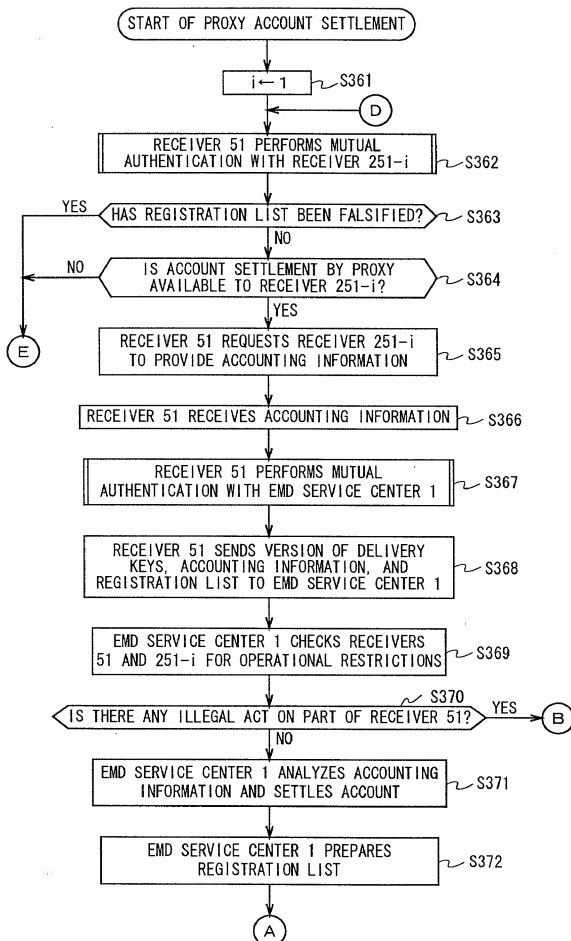 START OF PROXY ACCOUNT SETTLEMENT
i ← 1
S361
D
RECEIVER 51 PERFORMS MUTUAL
AUTHENTICATION WITH RECEIVER 251-i
S362
YES
HAS REGISTRATION LIST BEEN FALSIFIED?
S363
NO
NO
IS ACCOUNT SETTLEMENT BY PROXY
AVAILABLE TO RECEIVER 251-i?
S364
YES
E
RECEIVER 51 REQUESTS RECEIVER 251-i
TO PROVIDE ACCOUNTING INFORMATION
S365
RECEIVER 51 RECEIVES ACCOUNTING INFORMATION
S366
RECEIVER 51 PERFORMS MUTUAL
AUTHENTICATION WITH EMD SERVICE CENTER 1
S367
RECEIVER 51 SENDS VERSION OF DELIVERY
KEYS, ACCOUNTING INFORMATION, AND
REGISTRATION LIST TO EMD SERVICE CENTER 1
S368
EMD SERVICE CENTER 1 CHECKS RECEIVERS
51 AND 251-i FOR OPERATIONAL RESTRICTIONS
S369
S370
IS THERE ANY ILLEGAL ACT ON PART OF RECEIVER 51?
YES
B
NO
EMD SERVICE CENTER 1 ANALYZES ACCOUNTING
INFORMATION AND SETTLES ACCOUNT
S371
EMD SERVICE CENTER 1 PREPARES
REGISTRATION LIST
S372
A